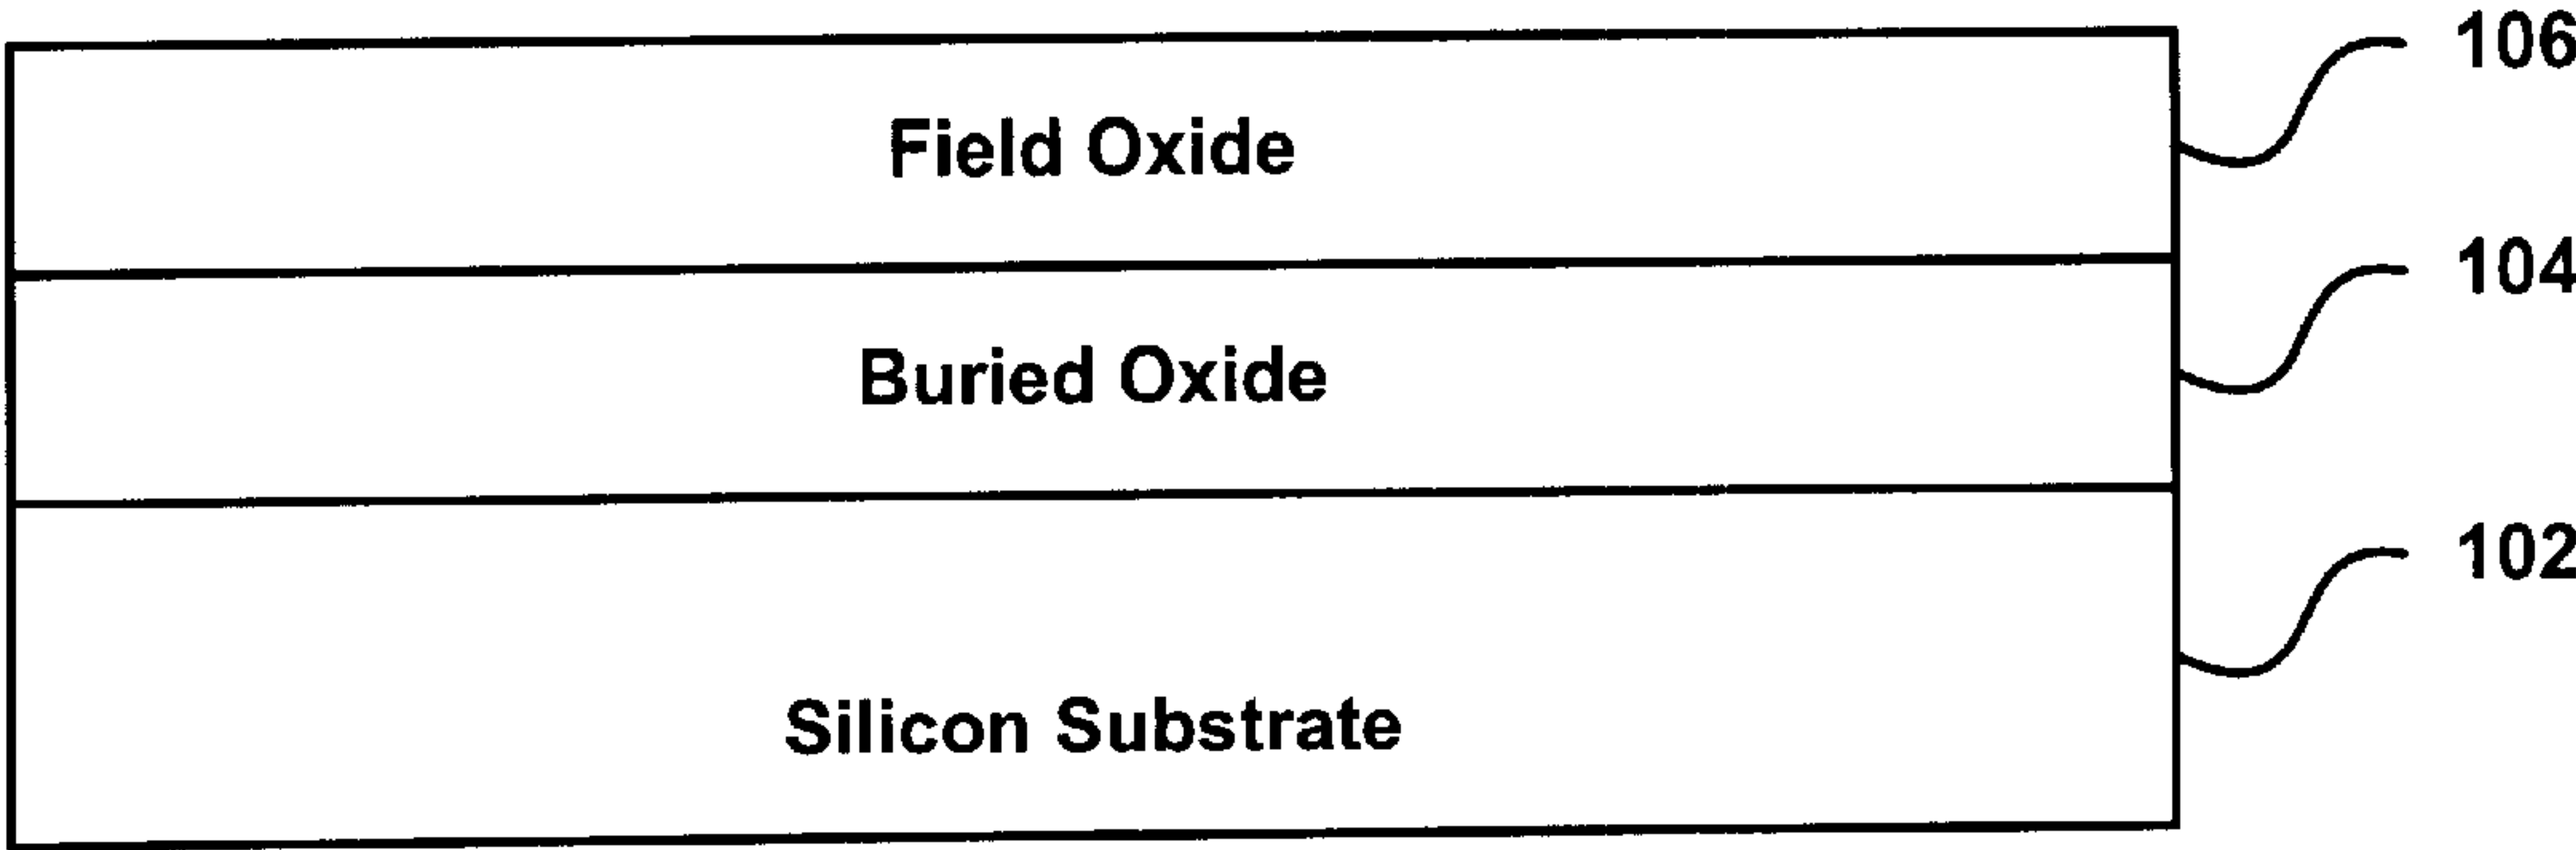 106
Field Oxide
104
Buried Oxide
102
Silicon Substrate